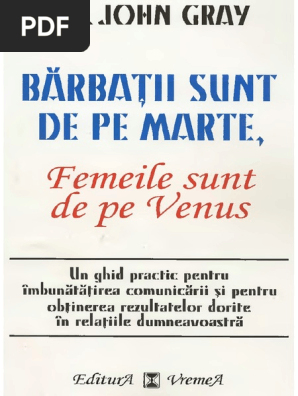 PDF
JOHN GRAY
BĂRBAȚII SUNT
DE PE MARTE,
Femeile sunt
de pe Venus
Un ghid practic pentru
îmbunătățirea comunicării și pentru
obținerea rezultatelor dorite
în relațiile dumneavoastră
EditurA VremeA